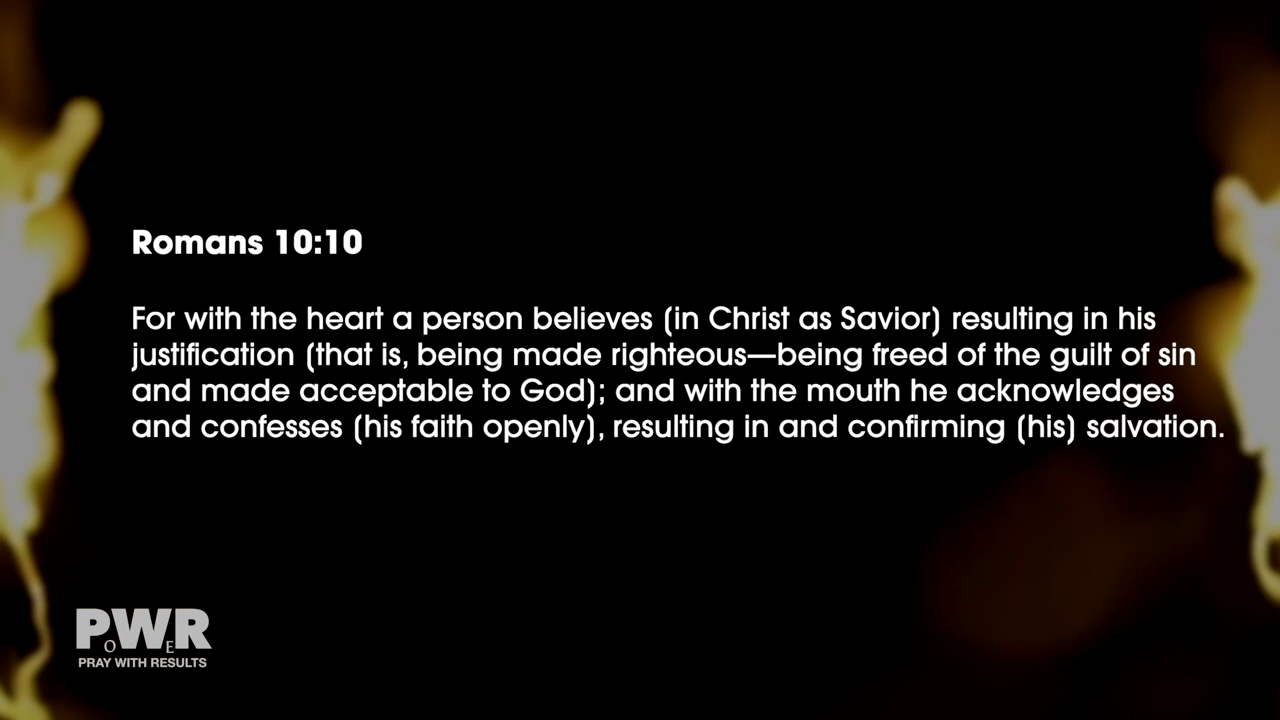 Romans 10:10
For with the heart a person believes (in Christ as Savior) resulting in his
justification (that is, being made righteous—being freed of the guilt of sin
and made acceptable to God); and with the mouth he acknowledges
and confesses (his faith openly), resulting in and confirming (his) salvation.
POWER
PRAY WITH RESULTS